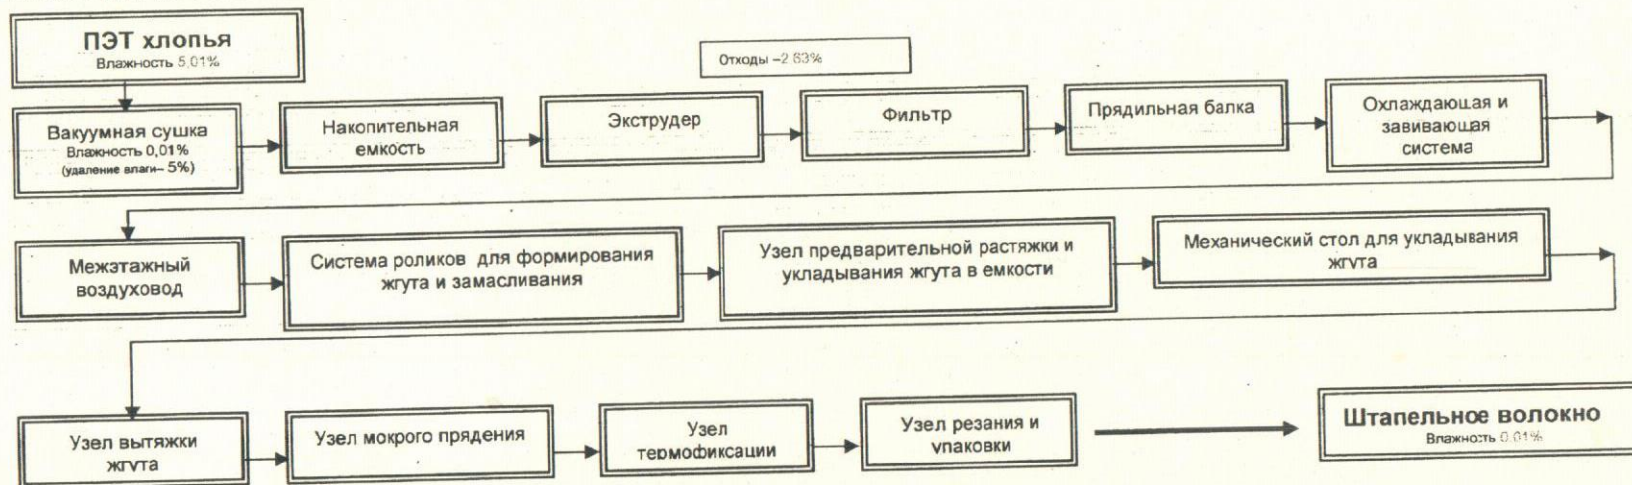 ПЭТ хлопья
Влажность 5,01%
Отходы –2,63%
Вакуумная сушка
Влажность 0,01%
(удаление влаги– 5%)
Накопительная
емкость
Экструдер
Фильтр
Прядильная балка
Охлаждающая и
завивающая
система
Межэтажный
воздуховод
Система роликов для формирования
жгута и замасливания
Узел предварительной растяжки и
укладывания жгута в емкости
Механический стол для укладывания
жгута
Узел вытяжки
жгута
Узел мокрого прядения
Узел
термофиксации
Узел резания и
упаковки
Штапельное волокно
Влажность 0,01%